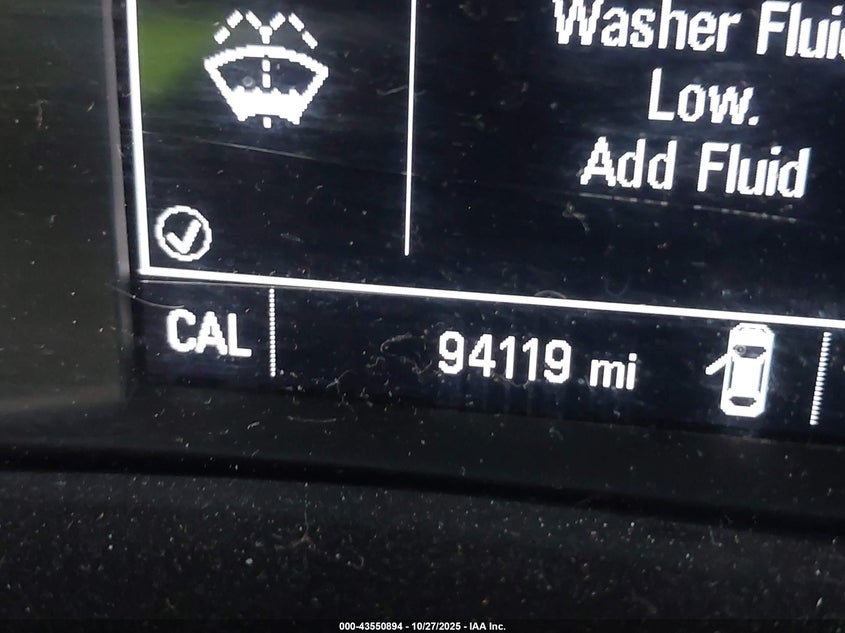 Washer Flui
Low.
Add Fluid
CAL
94119 mi
000-43550894 - 10/27/2025 - IAA Inc.